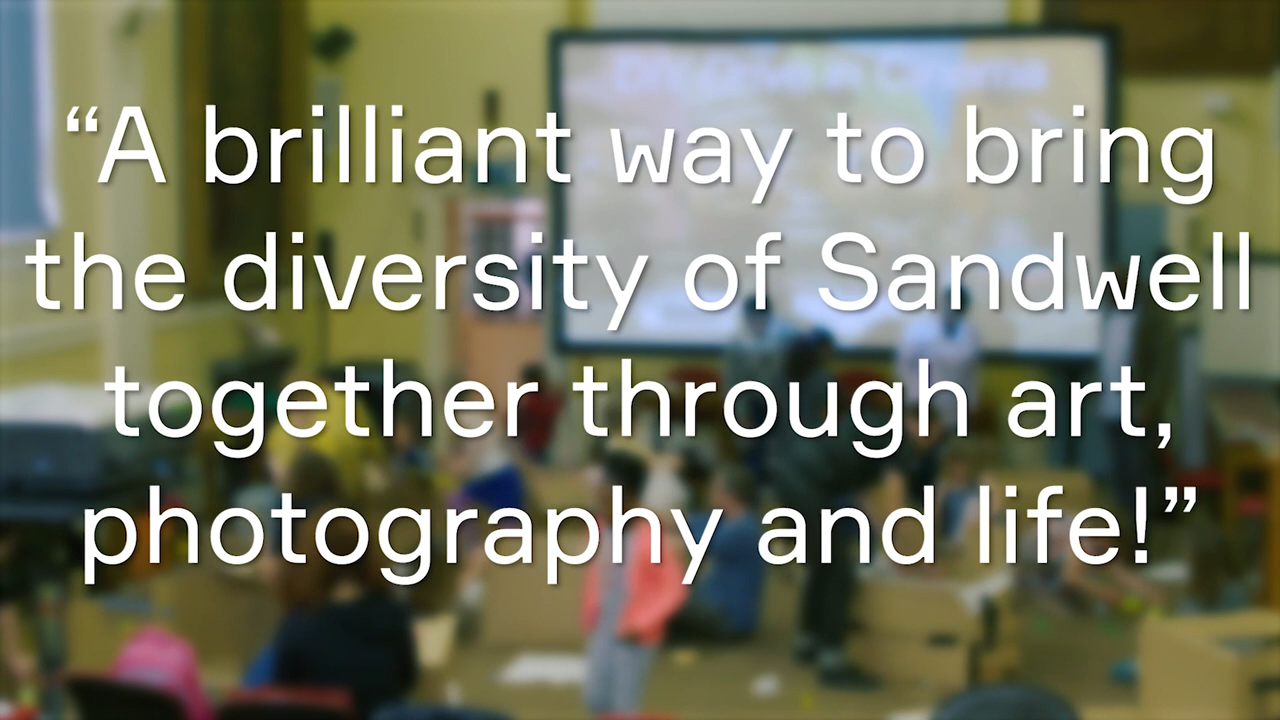 “A brilliant way to bring
the diversity of Sandwell
together through art,
photography and life!”